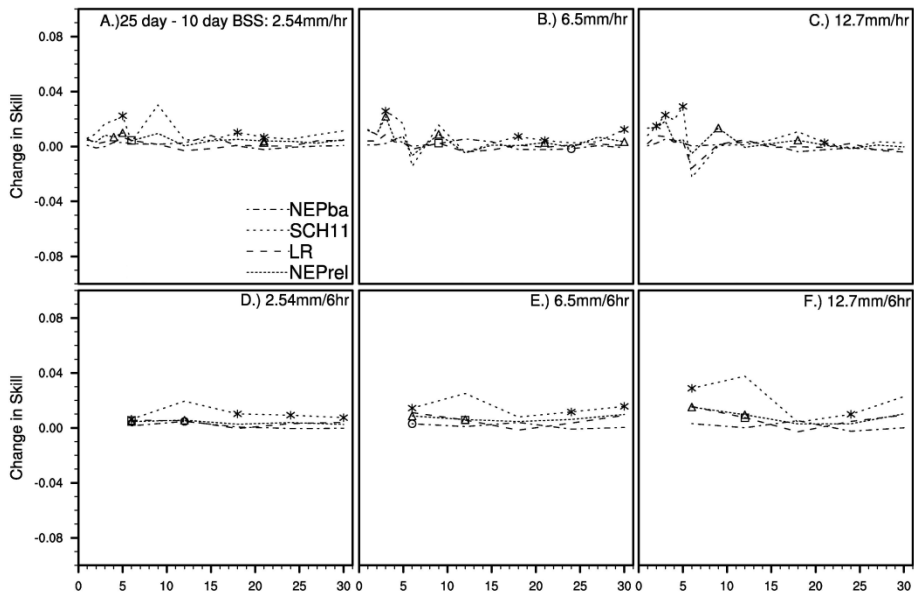 A.)25 day - 10 day BSS: 2.54mm/hr
B.) 6.5mm/hr
C.) 12.7mm/hr
0.08
0.04
0.00
-0.04
-0.08
Change in Skill
NEPba
SCH11
LR
NEPrel
D.) 2.54mm/6hr
E.) 6.5mm/6hr
F.) 12.7mm/6hr
0.08
0.04
0.00
-0.04
-0.08
Change in Skill
0 5 10 15 20 25 30
0 5 10 15 20 25 30
0 5 10 15 20 25 30